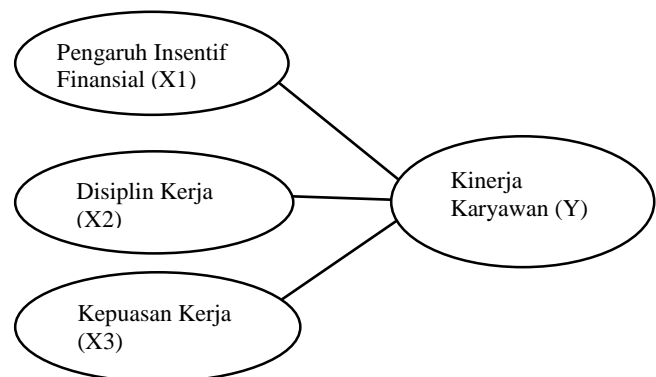 Pengaruh Insentif
Finansial (X1)
Disiplin Kerja
(X2)
Kepuasan Kerja
(X3)
Kinerja
Karyawan (Y)